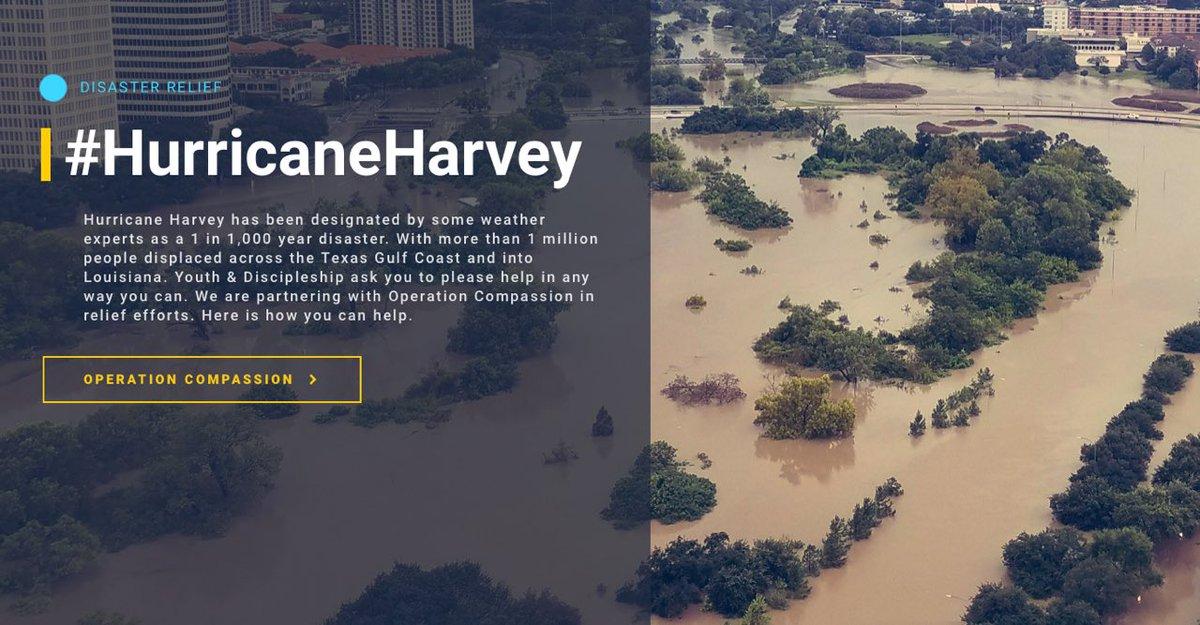 DISASTER RELIEF
#HurricaneHarvey
Hurricane Harvey has been designated by some weather
experts as a 1 in 1,000 year disaster. With more than 1 million
people displaced across the Texas Gulf Coast and into
Louisiana. Youth & Discipleship ask you to please help in any
way you can. We are partnering with Operation Compassion in
relief efforts. Here is how you can help.
OPERATION COMPASSION